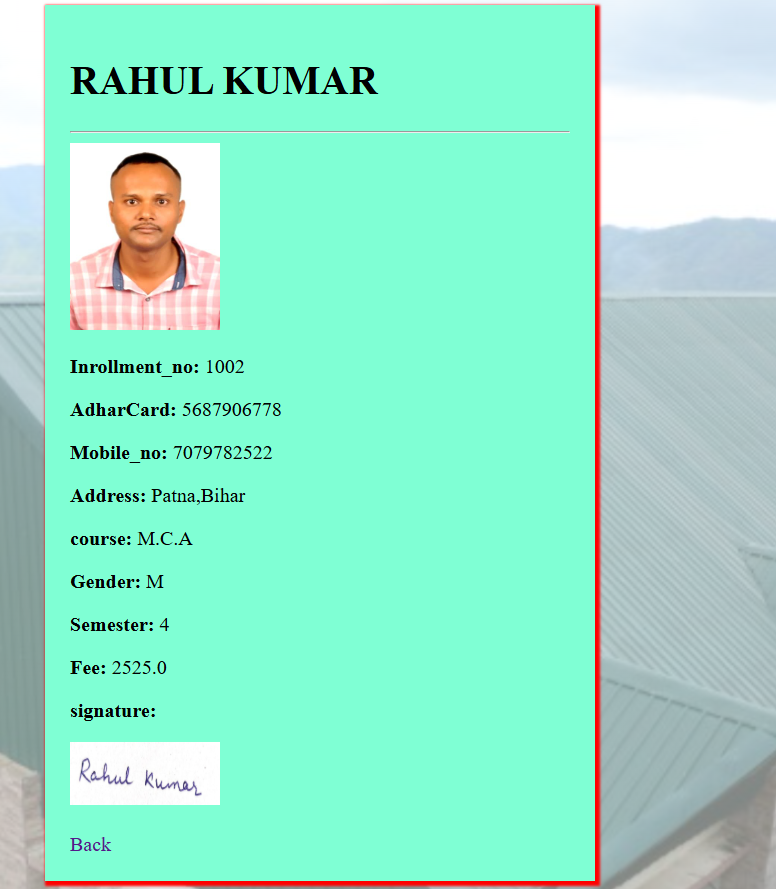 RAHUL KUMAR
Inrollment_no: 1002
AdharCard: 5687906778
Mobile_no: 7079782522
Address: Patna,Bihar
course: M.C.A
Gender: M
Semester: 4
Fee: 2525.0
signature:
Rahul Kumar
Back